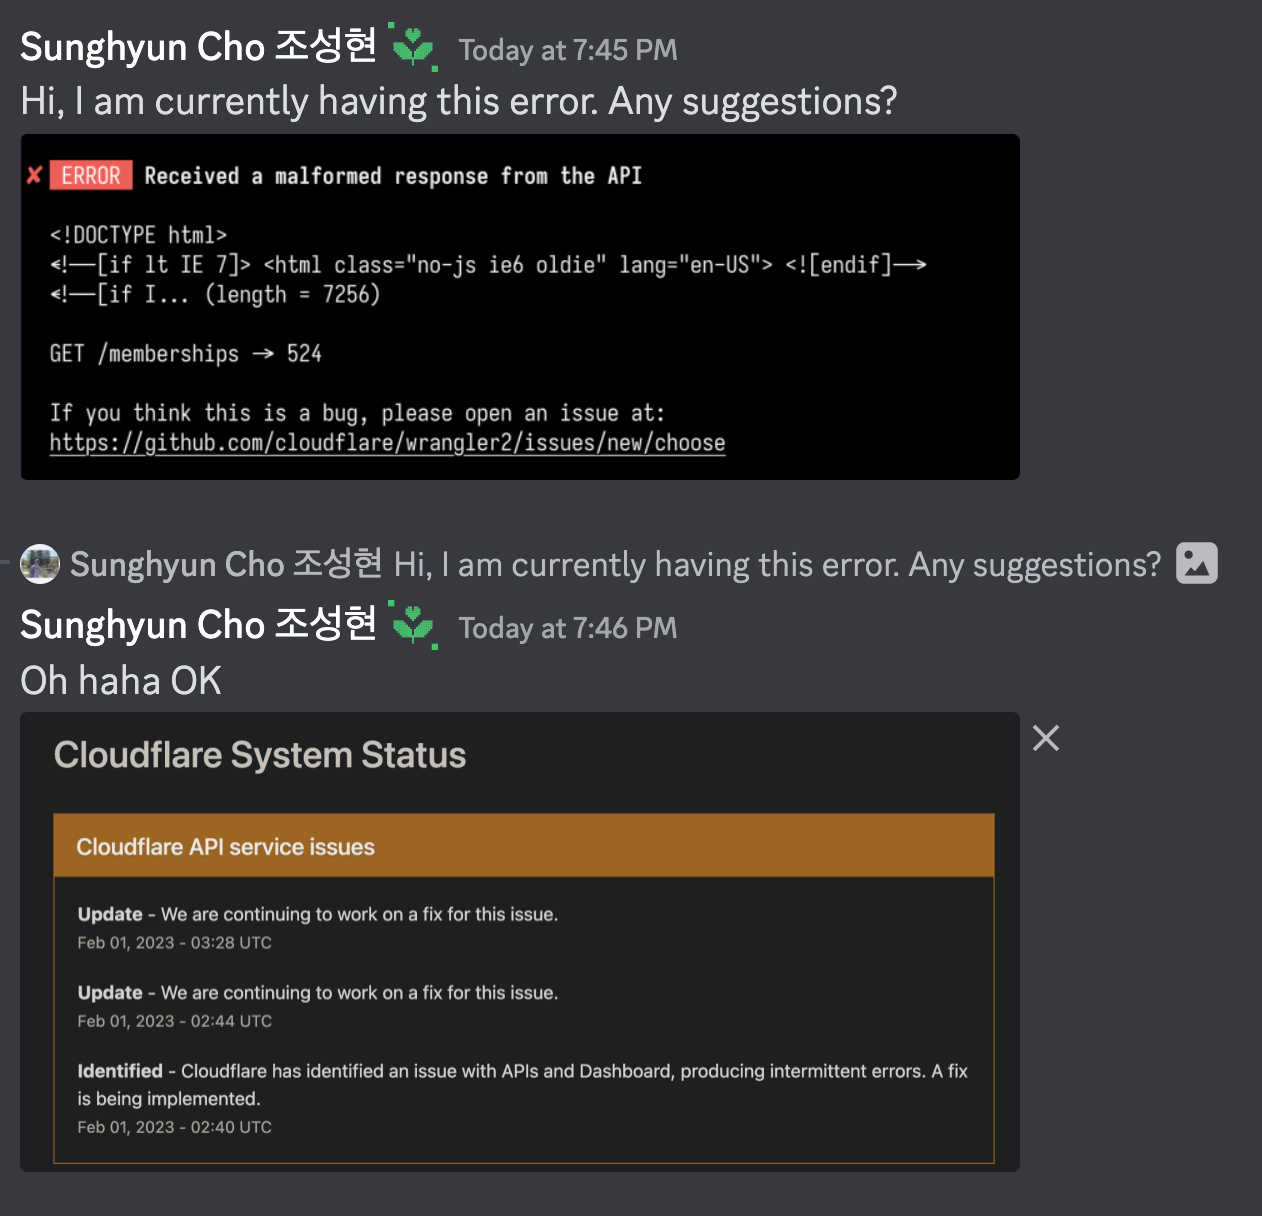 Sunghyun Cho 조성현 Today at 7:45 PM
Hi, I am currently having this error. Any suggestions?
✘ ERROR Received a malformed response from the API
<!DOCTYPE html>
<!--[if lt IE 7]> <html class="no-js ie6 oldie" lang="en-US"> <![endif]-->
<!--[if I... (length = 7256)
GET /memberships -> 524
If you think this is a bug, please open an issue at:
https://github.com/cloudflare/wrangler2/issues/new/choose
Sunghyun Cho 조성현 Hi, I am currently having this error. Any suggestions?
Sunghyun Cho 조성현 Today at 7:46 PM
Oh haha OK
Cloudflare System Status
Cloudflare API service issues
Update - We are continuing to work on a fix for this issue.
Feb 01, 2023 - 03:28 UTC
Update - We are continuing to work on a fix for this issue.
Feb 01, 2023 - 02:44 UTC
Identified - Cloudflare has identified an issue with APIs and Dashboard, producing intermittent errors. A fix
is being implemented.
Feb 01, 2023 - 02:40 UTC